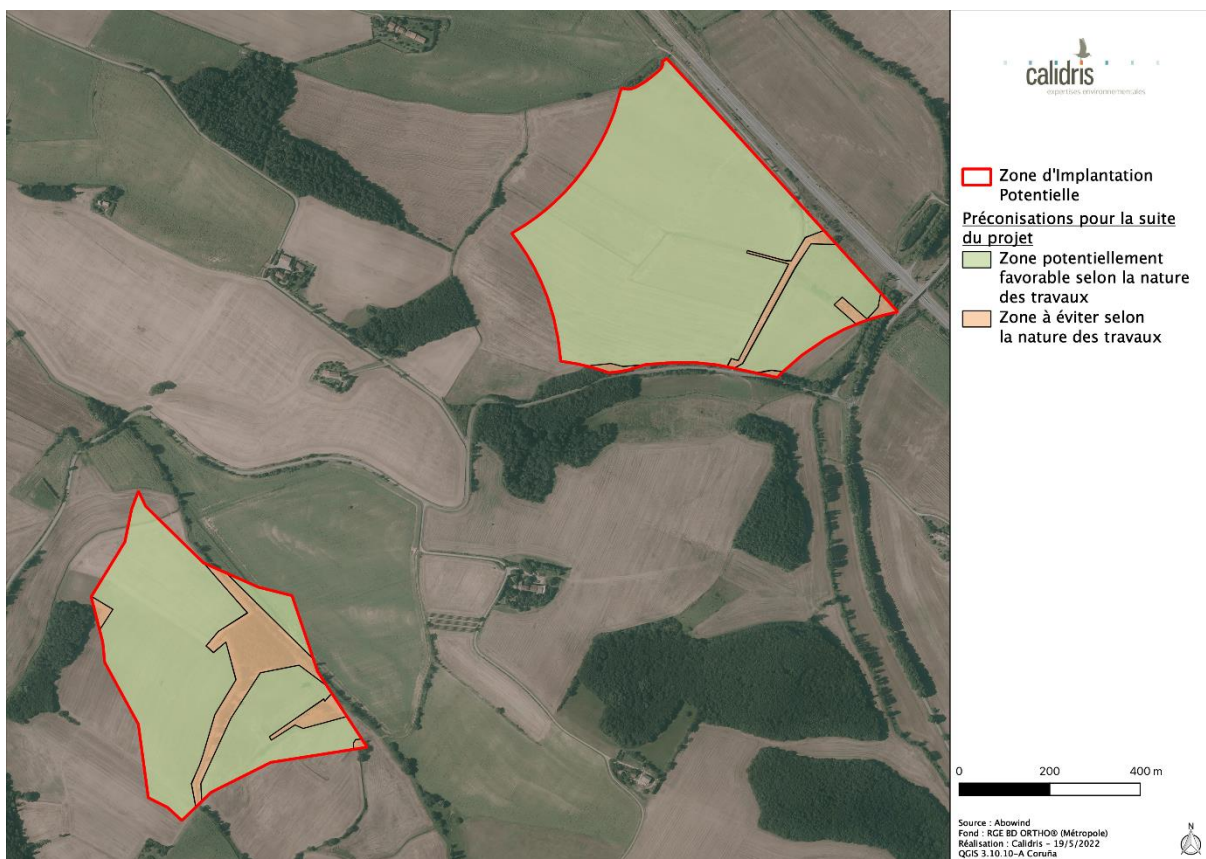 calidris
expertises environnementales
Zone d'Implantation
Potentielle
Préconisations pour la suite
du projet
Zone potentiellement
favorable selon la nature
des travaux
Zone à éviter selon
la nature des travaux
0 200 400 m
Source : Abowind
Fond : RGE BD ORTHO® (Métropole)
Réalisation : Calidris - 19/5/2022
QGIS 3.10.10-A Coruña
N